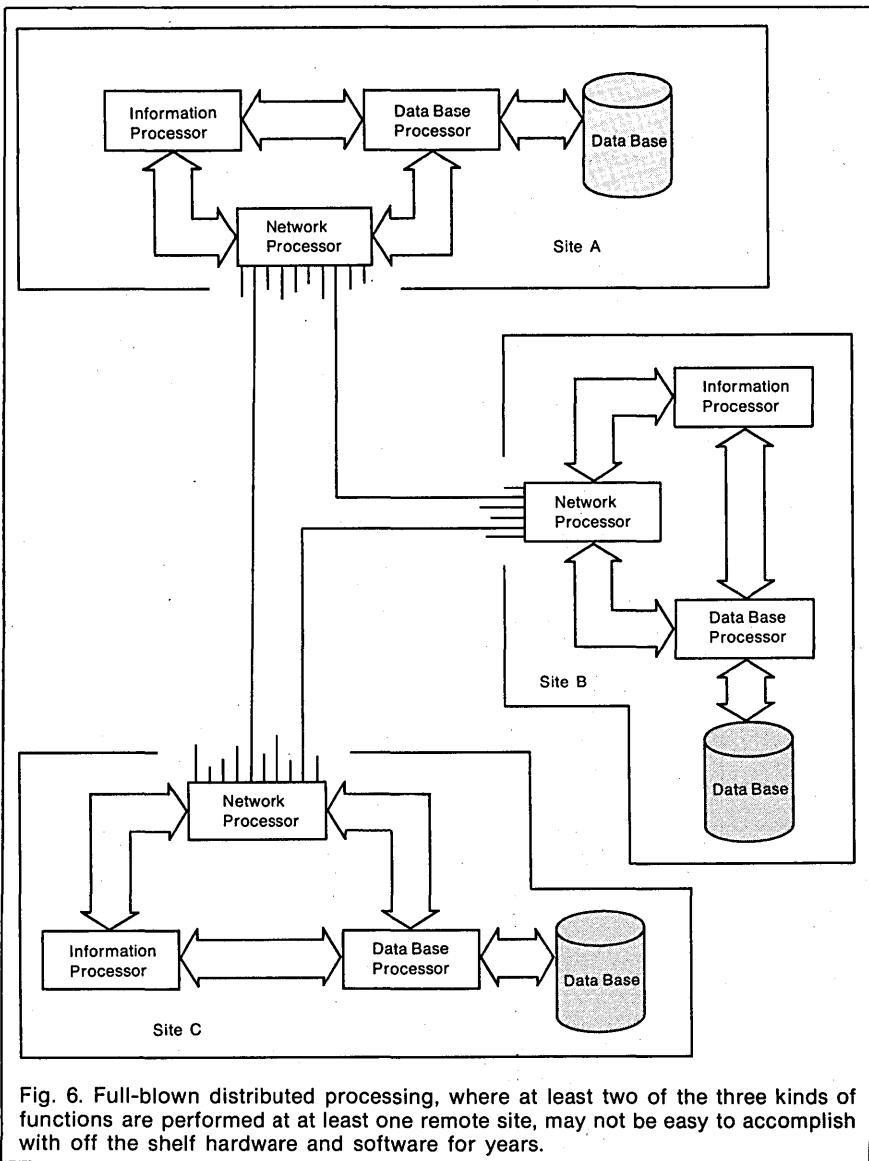 Information
Processor
Data Base
Processor
Data Base
Network
Processor
Site A
Information
Processor
Network
Processor
Data Base
Processor
Site B
Data Base
Network
Processor
Information
Processor
Data Base
Processor
Data Base
Site C
Fig. 6. Full-blown distributed processing, where at least two of the three kinds of
functions are performed at at least one remote site, may not be easy to accomplish
with off the shelf hardware and software for years.